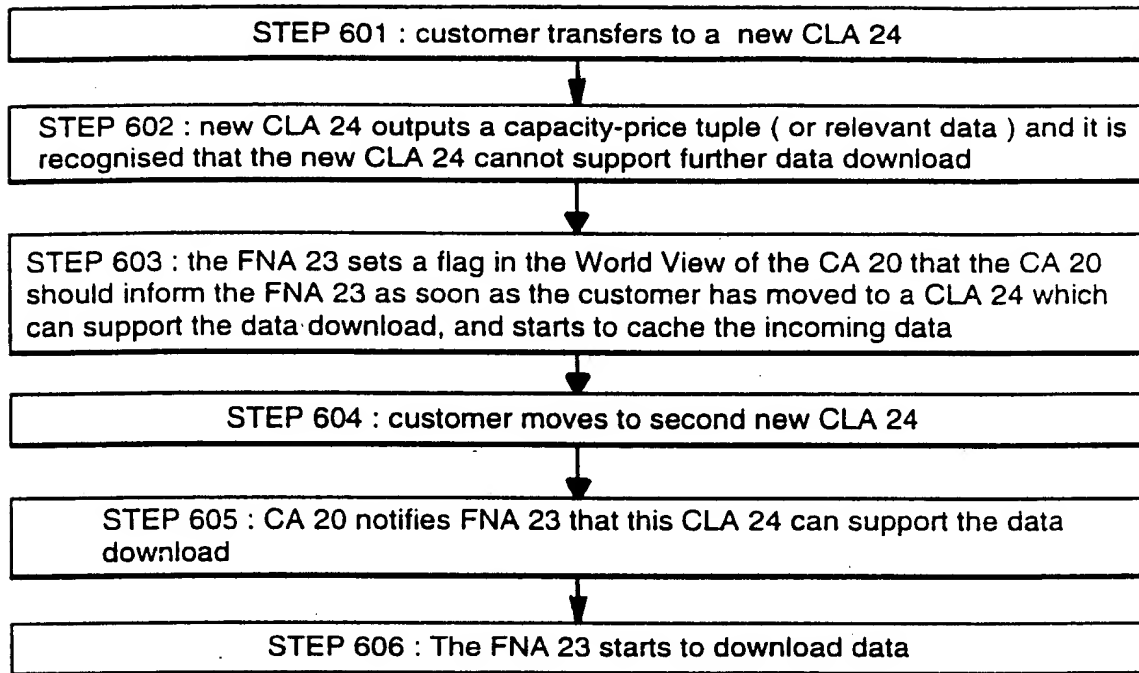 STEP 601 : customer transfers to a new CLA 24
STEP 602 : new CLA 24 outputs a capacity-price tuple ( or relevant data ) and it is
recognised that the new CLA 24 cannot support further data download
STEP 603 : the FNA 23 sets a flag in the World View of the CA 20 that the CA 20
should inform the FNA 23 as soon as the customer has moved to a CLA 24 which
can support the data download, and starts to cache the incoming data
STEP 604 : customer moves to second new CLA 24
STEP 605 : CA 20 notifies FNA 23 that this CLA 24 can support the data
download
STEP 606 : The FNA 23 starts to download data